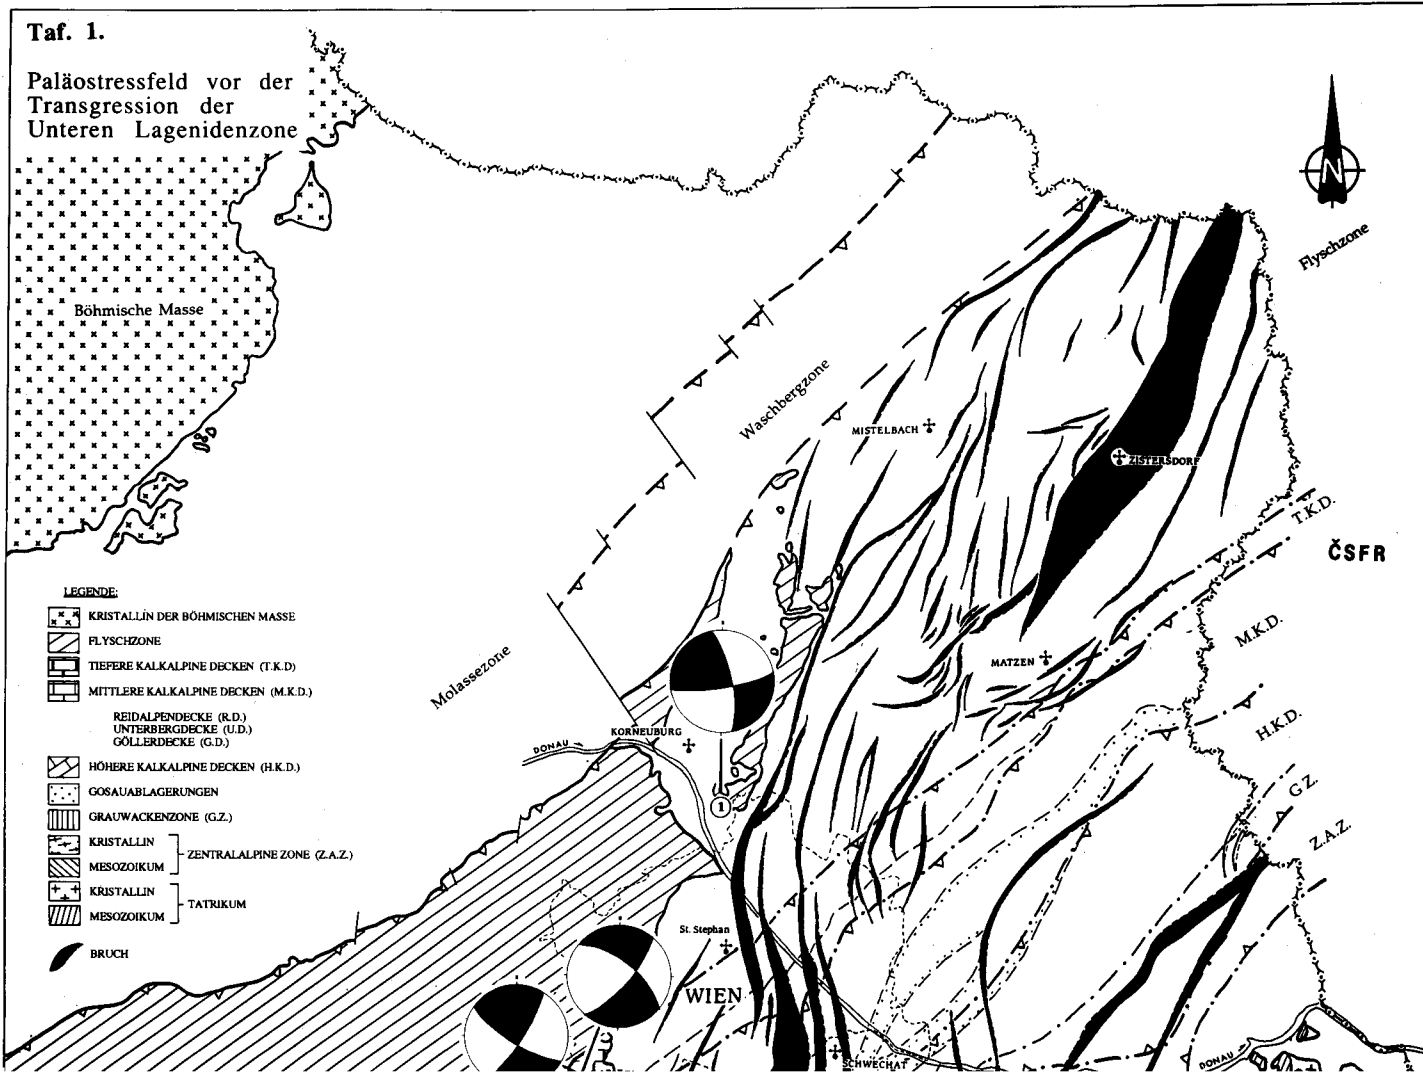 Taf. 1.
Paläostressfeld vor der
Transgression der
Unteren Lagenidenzone
N
Flyschzone
Böhmische Masse
Waschbergzone
MISTELBACH
ZISTERSDORF
T.K.D.
ČSFR
LEGENDE:
KRISTALLIN DER BÖHMISCHEN MASSE
FLYSCHZONE
TIEFERE KALKALPINE DECKEN (T.K.D)
MITTLERE KALKALPINE DECKEN (M.K.D.)
REIDALPENDECKE (R.D.)
UNTERBERGDECKE (U.D.)
GÖLLERDECKE (G.D.)
HÖHERE KALKALPINE DECKEN (H.K.D.)
GOSAUABLAGERUNGEN
GRAUWACKENZONE (G.Z.)
KRISTALLIN
MESOZOIKUM
ZENTRALALPINE ZONE (Z.A.Z.)
KRISTALLIN
MESOZOIKUM
TATRIKUM
BRUCH
Molassezone
M.K.D.
MATZEN
H.K.D.
KORNEUBURG
DONAU
1
G.Z.
Z.A.Z.
St. Stephan
WIEN
SCHWECHAT
DONAU